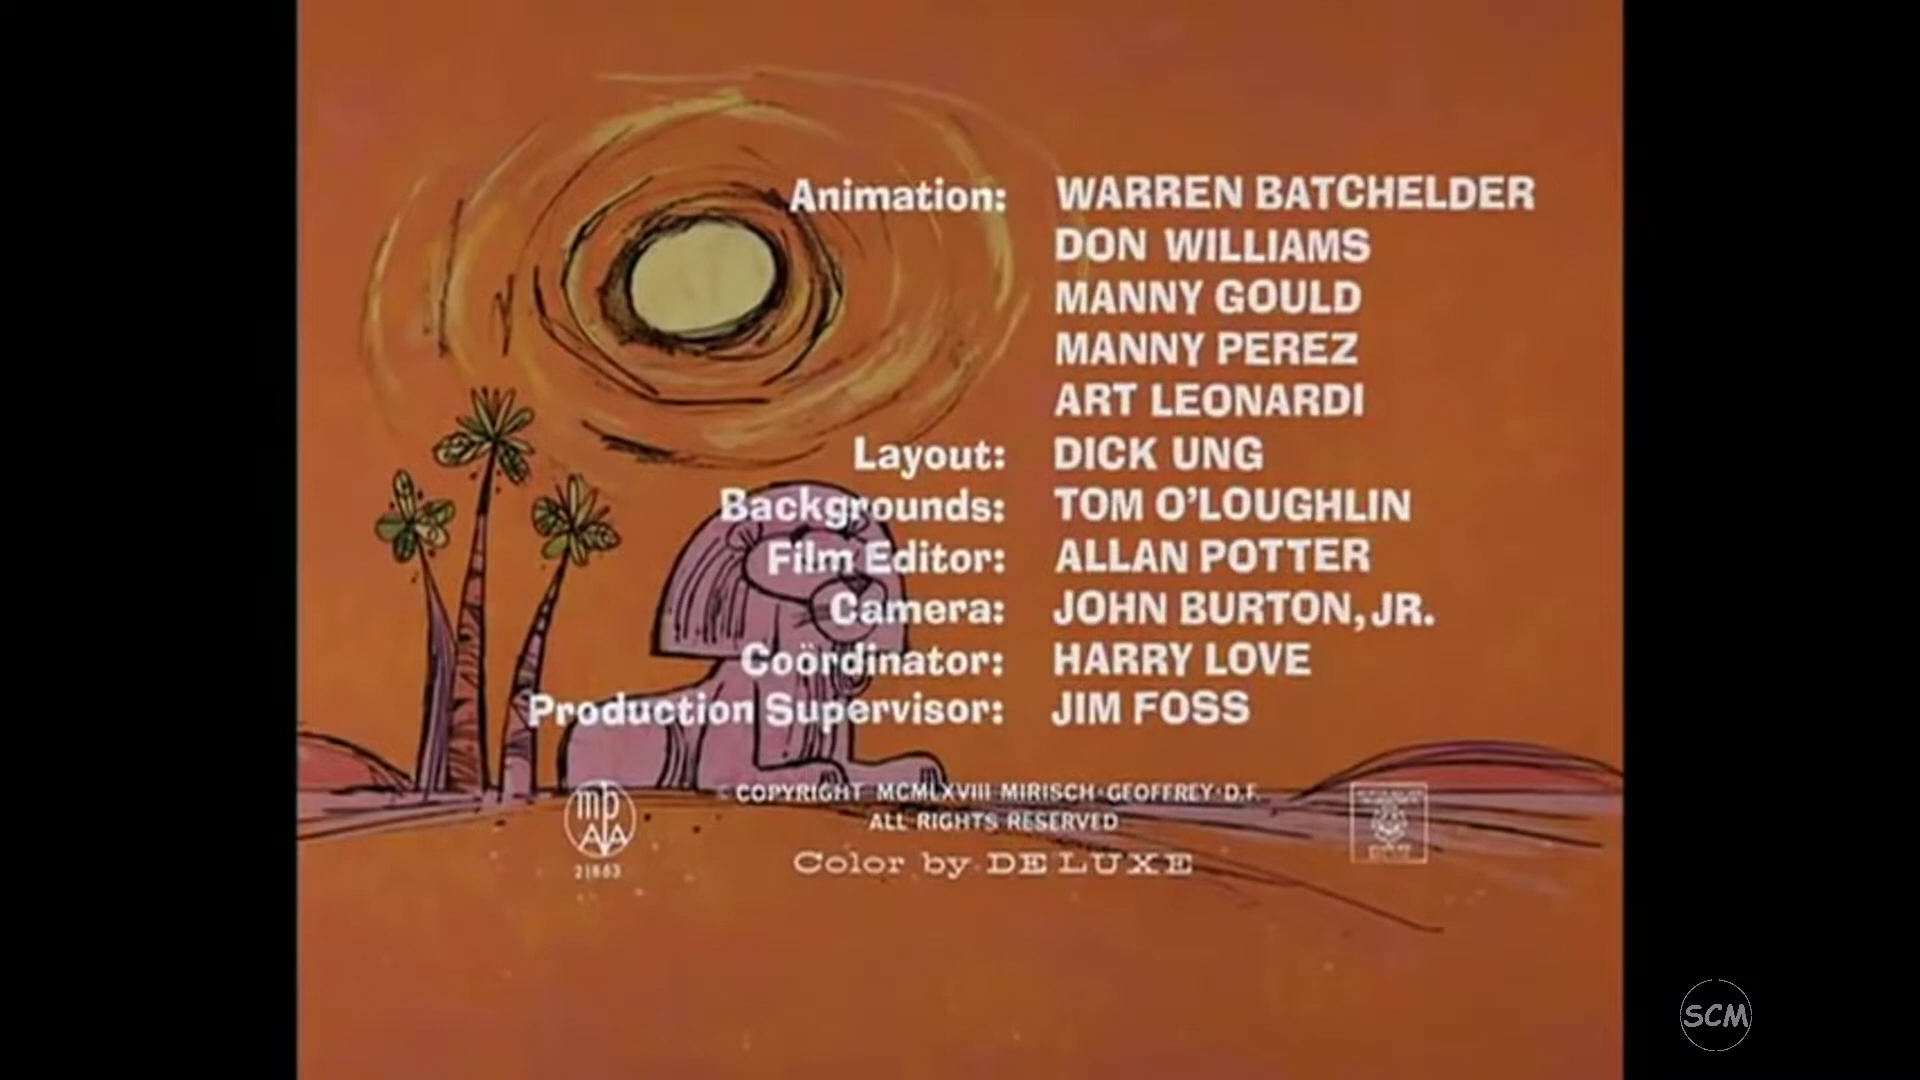 Animation: WARREN BATCHELDER
DON WILLIAMS
MANNY GOULD
MANNY PEREZ
ART LEONARDI
Layout: DICK UNG
Backgrounds: TOM O'LOUGHLIN
Film Editor: ALLAN POTTER
Camera: JOHN BURTON, JR.
Coördinator: HARRY LOVE
Production Supervisor: JIM FOSS
© COPYRIGHT MCMLXVIII MIRISCH·GEOFFREY·D.F.
ALL RIGHTS RESERVED
Color by DE LUXE
mp
AA
SCM